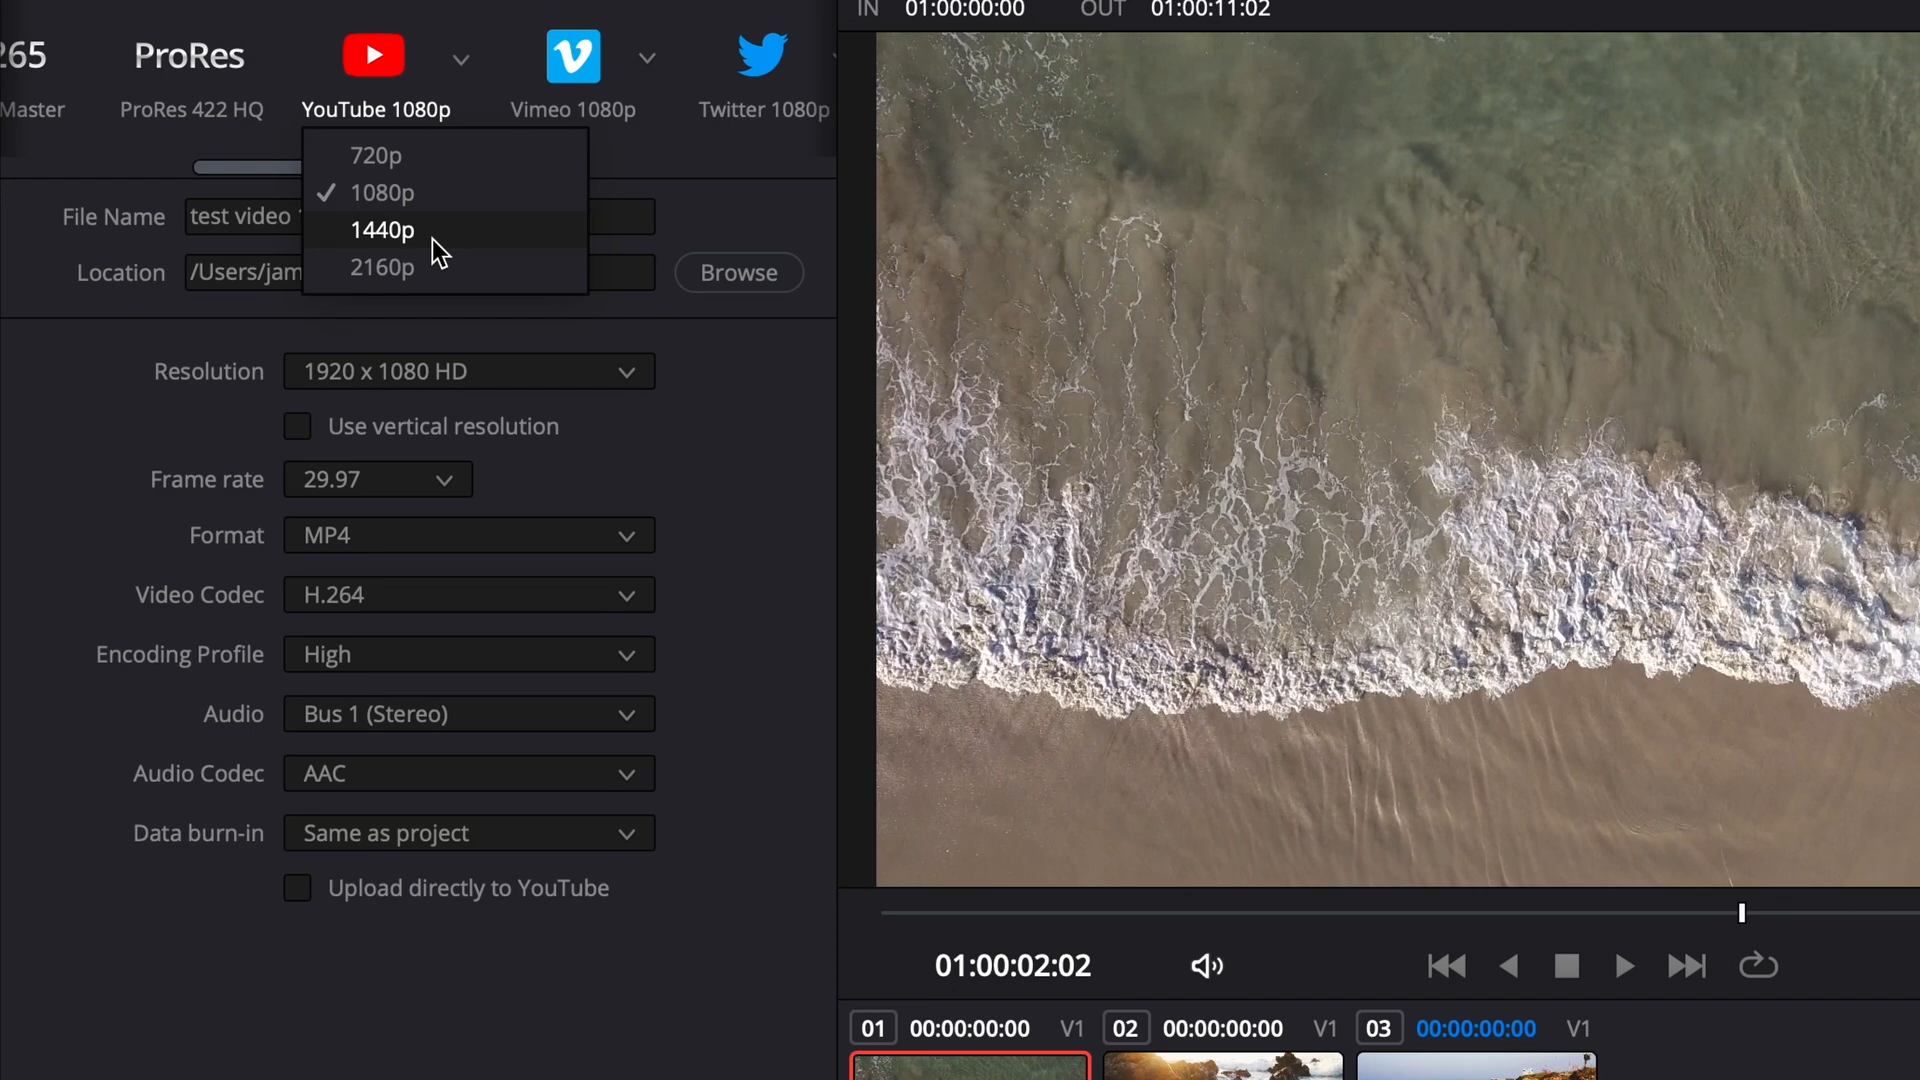 IN 01:00:00:00 OUT 01:00:11:02
265 ProRes
Master ProRes 422 HQ YouTube 1080p Vimeo 1080p Twitter 1080p
720p
1080p
1440p
2160p
File Name test video
Location /Users/jam Browse
Resolution 1920 x 1080 HD
Use vertical resolution
Frame rate 29.97
Format MP4
Video Codec H.264
Encoding Profile High
Audio Bus 1 (Stereo)
Audio Codec AAC
Data burn-in Same as project
Upload directly to YouTube
01:00:02:02
01 00:00:00:00 V1 02 00:00:00:00 V1 03 00:00:00:00 V1